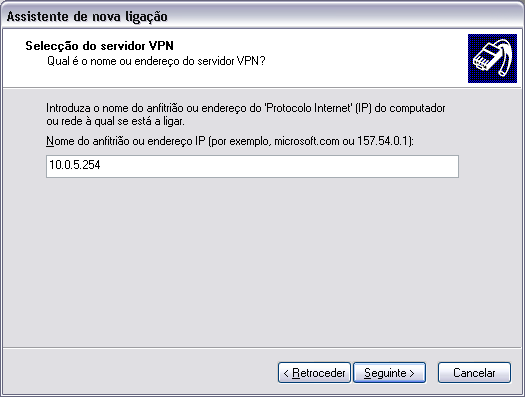 Assistente de nova ligação
Selecção do servidor VPN
Qual é o nome ou endereço do servidor VPN?
Introduza o nome do anfitrião ou endereço do 'Protocolo Internet' (IP) do computador
ou rede à qual se está a ligar.
Nome do anfitrião ou endereço IP (por exemplo, microsoft.com ou 157.54.0.1):
10.0.5.254
< Retroceder
Seguinte >
Cancelar